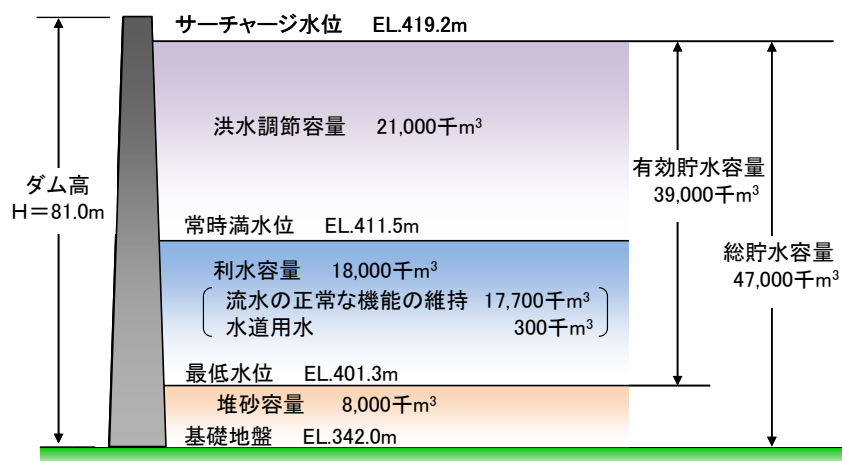 サーチャージ水位 EL.419.2m
洪水調節容量 21,000千m³
有効貯水容量
39,000千m³
ダム高
H=81.0m
常時満水位 EL.411.5m
総貯水容量
47,000千m³
利水容量 18,000千m³
流水の正常な機能の維持 17,700千m³
水道用水 300千m³
最低水位 EL.401.3m
堆砂容量 8,000千m³
基礎地盤 EL.342.0m